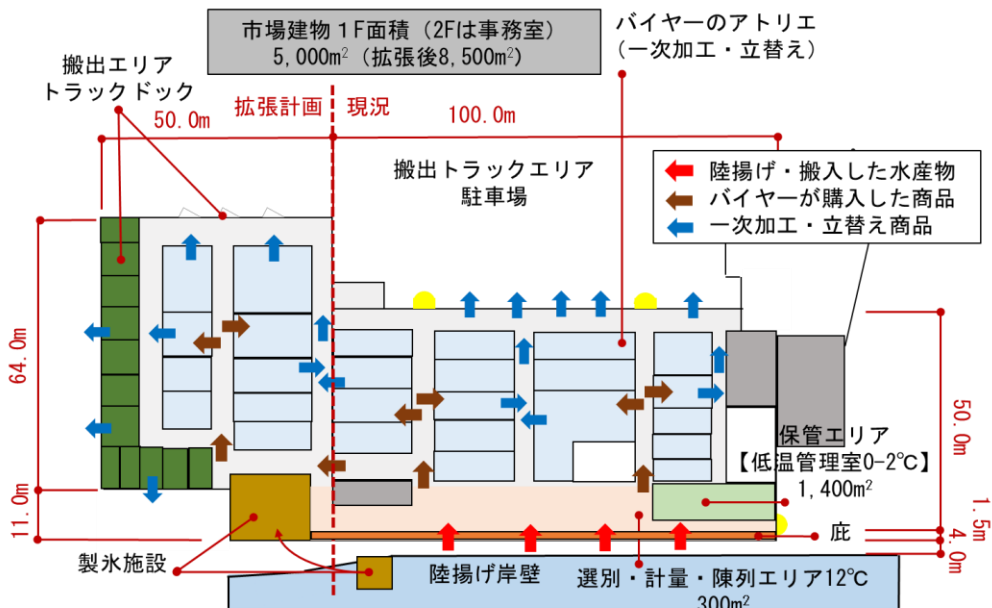 市場建物１F面積（2Fは事務室）
5,000m²（拡張後8,500m²）
バイヤーのアトリエ
（一次加工・立替え）
搬出エリア
トラックドック
拡張計画
現況
50.0m
100.0m
搬出トラックエリア
駐車場
陸揚げ・搬入した水産物
バイヤーが購入した商品
一次加工・立替え商品
64.0m
11.0m
50.0m
1.5m
4.0m
保管エリア
【低温管理室0-2℃】
1,400m²
庇
製氷施設
陸揚げ岸壁
選別・計量・陳列エリア12℃
300m²